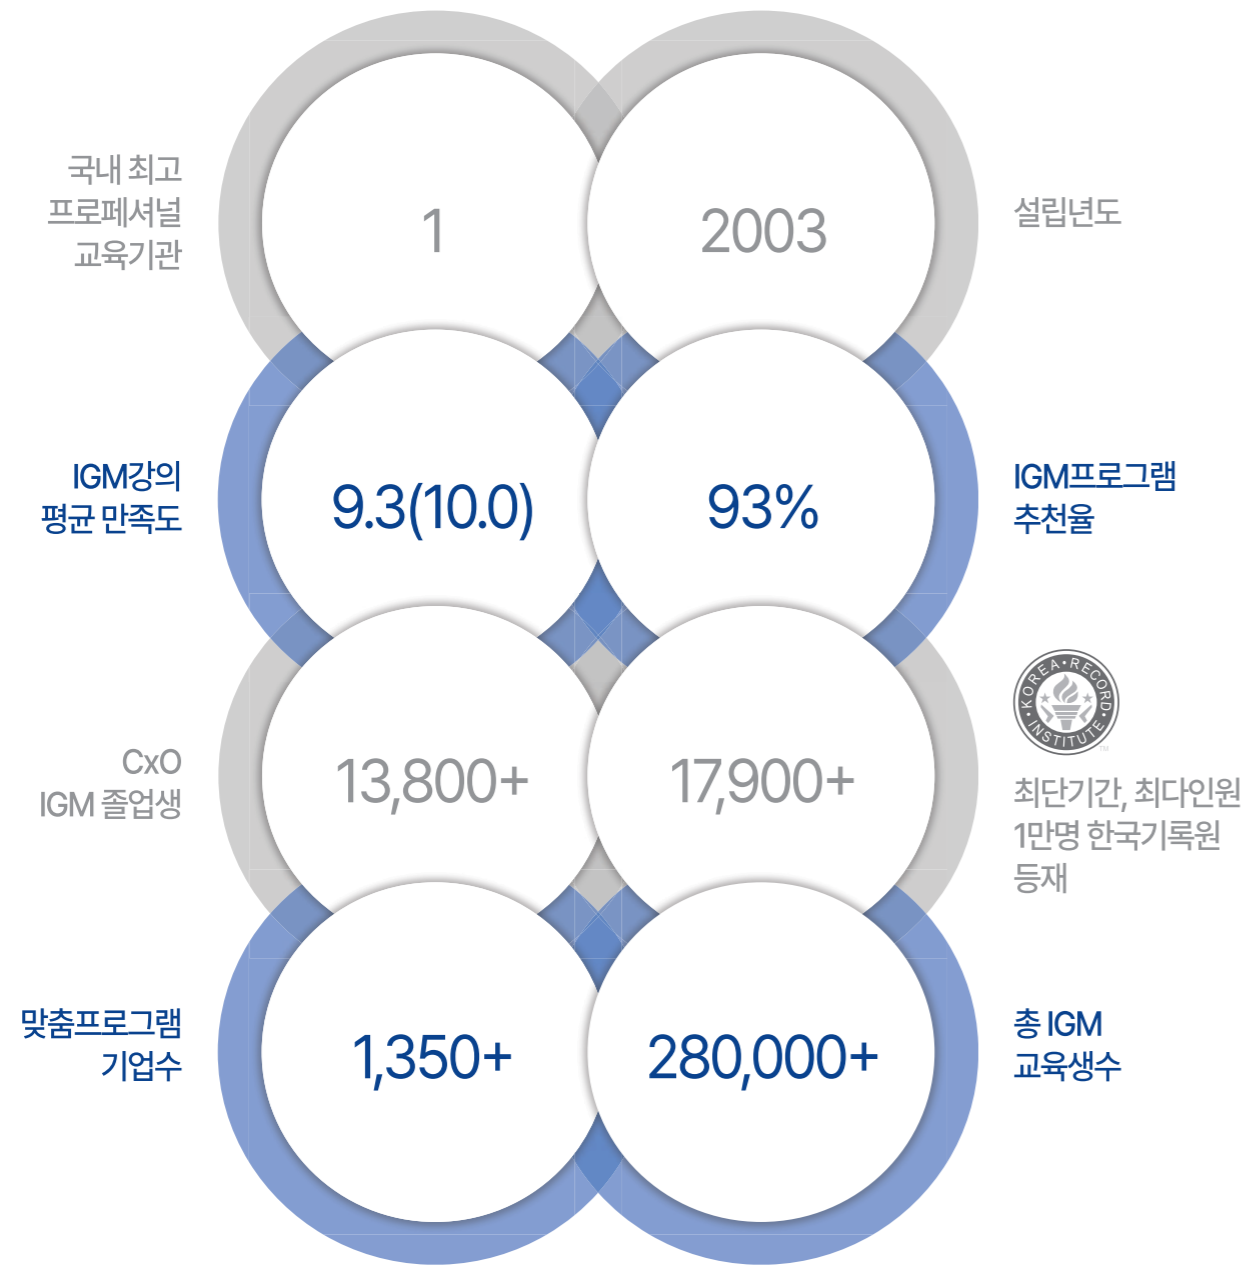 국내 최고
프로페셔널
교육기관
1
2003
설립년도
IGM강의
평균 만족도
9.3(10.0)
93%
IGM프로그램
추천율
CxO
IGM 졸업생
13,800+
17,900+
KOREA • RECORD • INSTITUTE •
TM
최단기간, 최다인원
1만명 한국기록원
등재
맞춤프로그램
기업수
1,350+
280,000+
총 IGM
교육생수